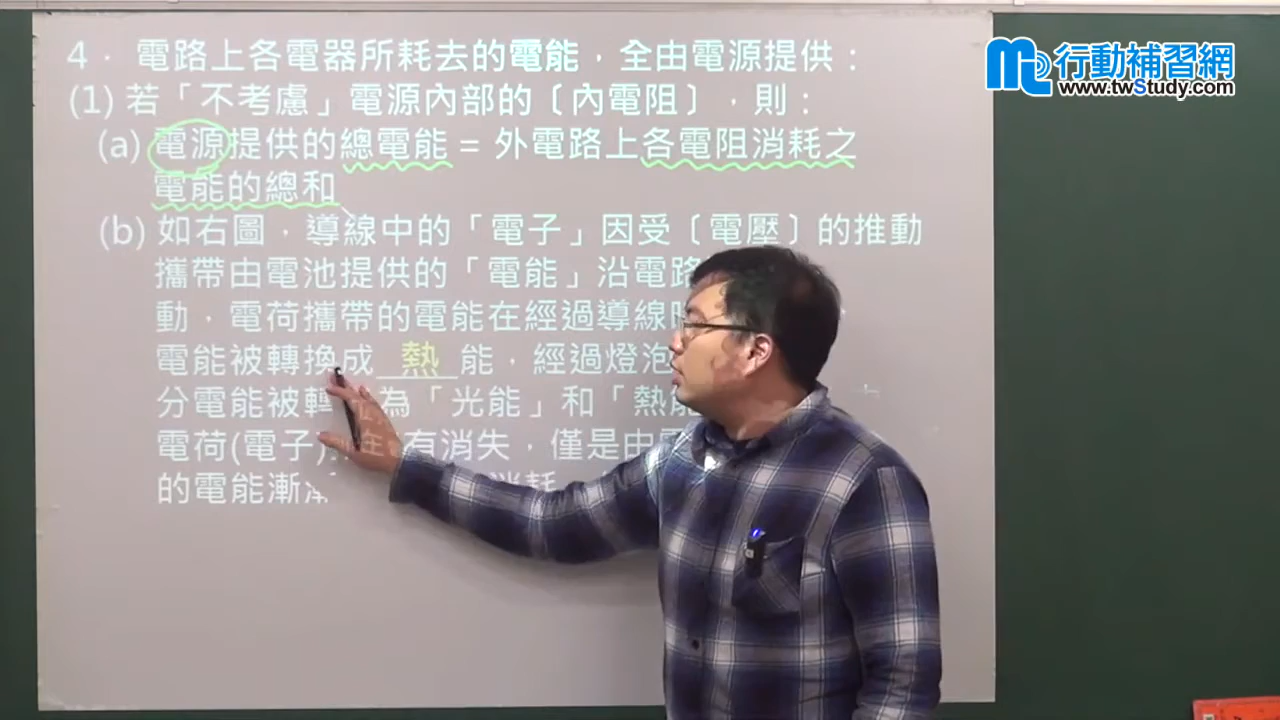 4. 電路上各電器所耗去的電能，全由電源提供：
(1) 若「不考慮」電源內部的〔內電阻〕，則：
(a) 電源提供的總電能 = 外電路上各電阻消耗之
電能的總和
(b) 如右圖，導線中的「電子」因受〔電壓〕的推動
攜帶由電池提供的「電能」沿電路
動，電荷攜帶的電能在經過導線
電能被轉換成 熱 能，經過燈泡
分電能被轉 為「光能」和「熱能
電荷(電子) 有消失，僅是由
的電能漸 消耗
行動補習網
www.twStudy.com